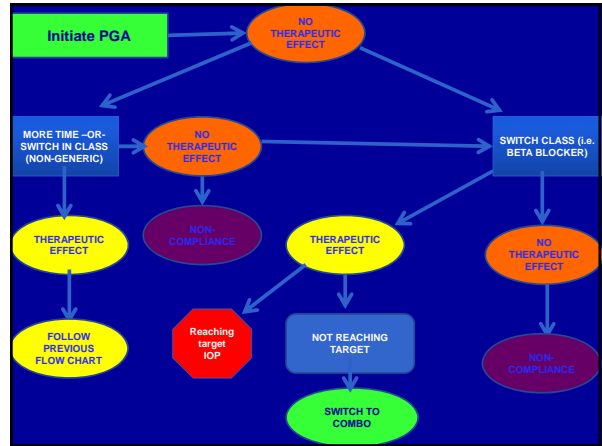 Initiate PGA
NO
THERAPEUTIC
EFFECT
MORE TIME –OR-
SWITCH IN CLASS
(NON-GENERIC)
NO
THERAPEUTIC
EFFECT
SWITCH CLASS (i.e.
BETA BLOCKER)
THERAPEUTIC
EFFECT
NON-
COMPLIANCE
THERAPEUTIC
EFFECT
NO
THERAPEUTIC
EFFECT
FOLLOW
PREVIOUS
FLOW CHART
Reaching
target
IOP
NOT REACHING
TARGET
NON-
COMPLIANCE
SWITCH TO
COMBO